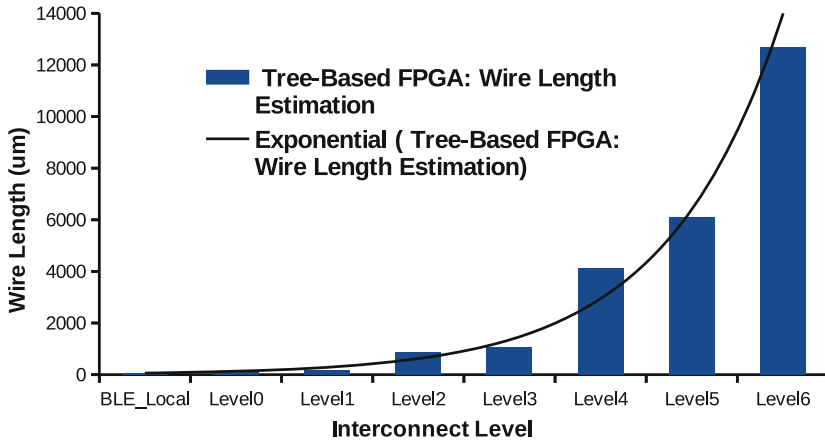 14000
12000
10000
8000
6000
4000
2000
0
Wire Length (um)
Tree-Based FPGA: Wire Length
Estimation
Exponential ( Tree-Based FPGA:
Wire Length Estimation)
BLE_Local Level0 Level1 Level2 Level3 Level4 Level5 Level6
Interconnect Level